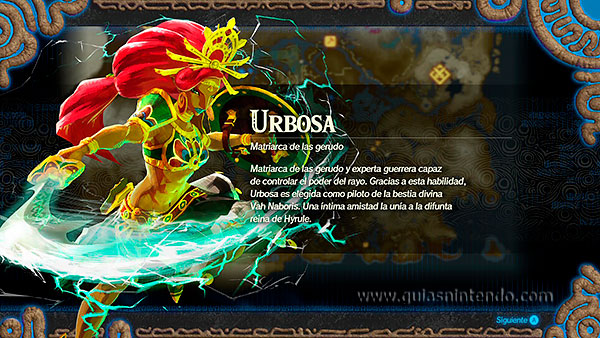 URBOSA
Matriarca de las gerudo
Matriarca de las gerudo y experta guerrera capaz
de controlar el poder del rayo. Gracias a esta habilidad,
Urbosa es elegida como piloto de la bestia divina
Vah Naboris. Una íntima amistad la unía a la difunta
reina de Hyrule.
www.guiasnintendo.com
Siguiente A